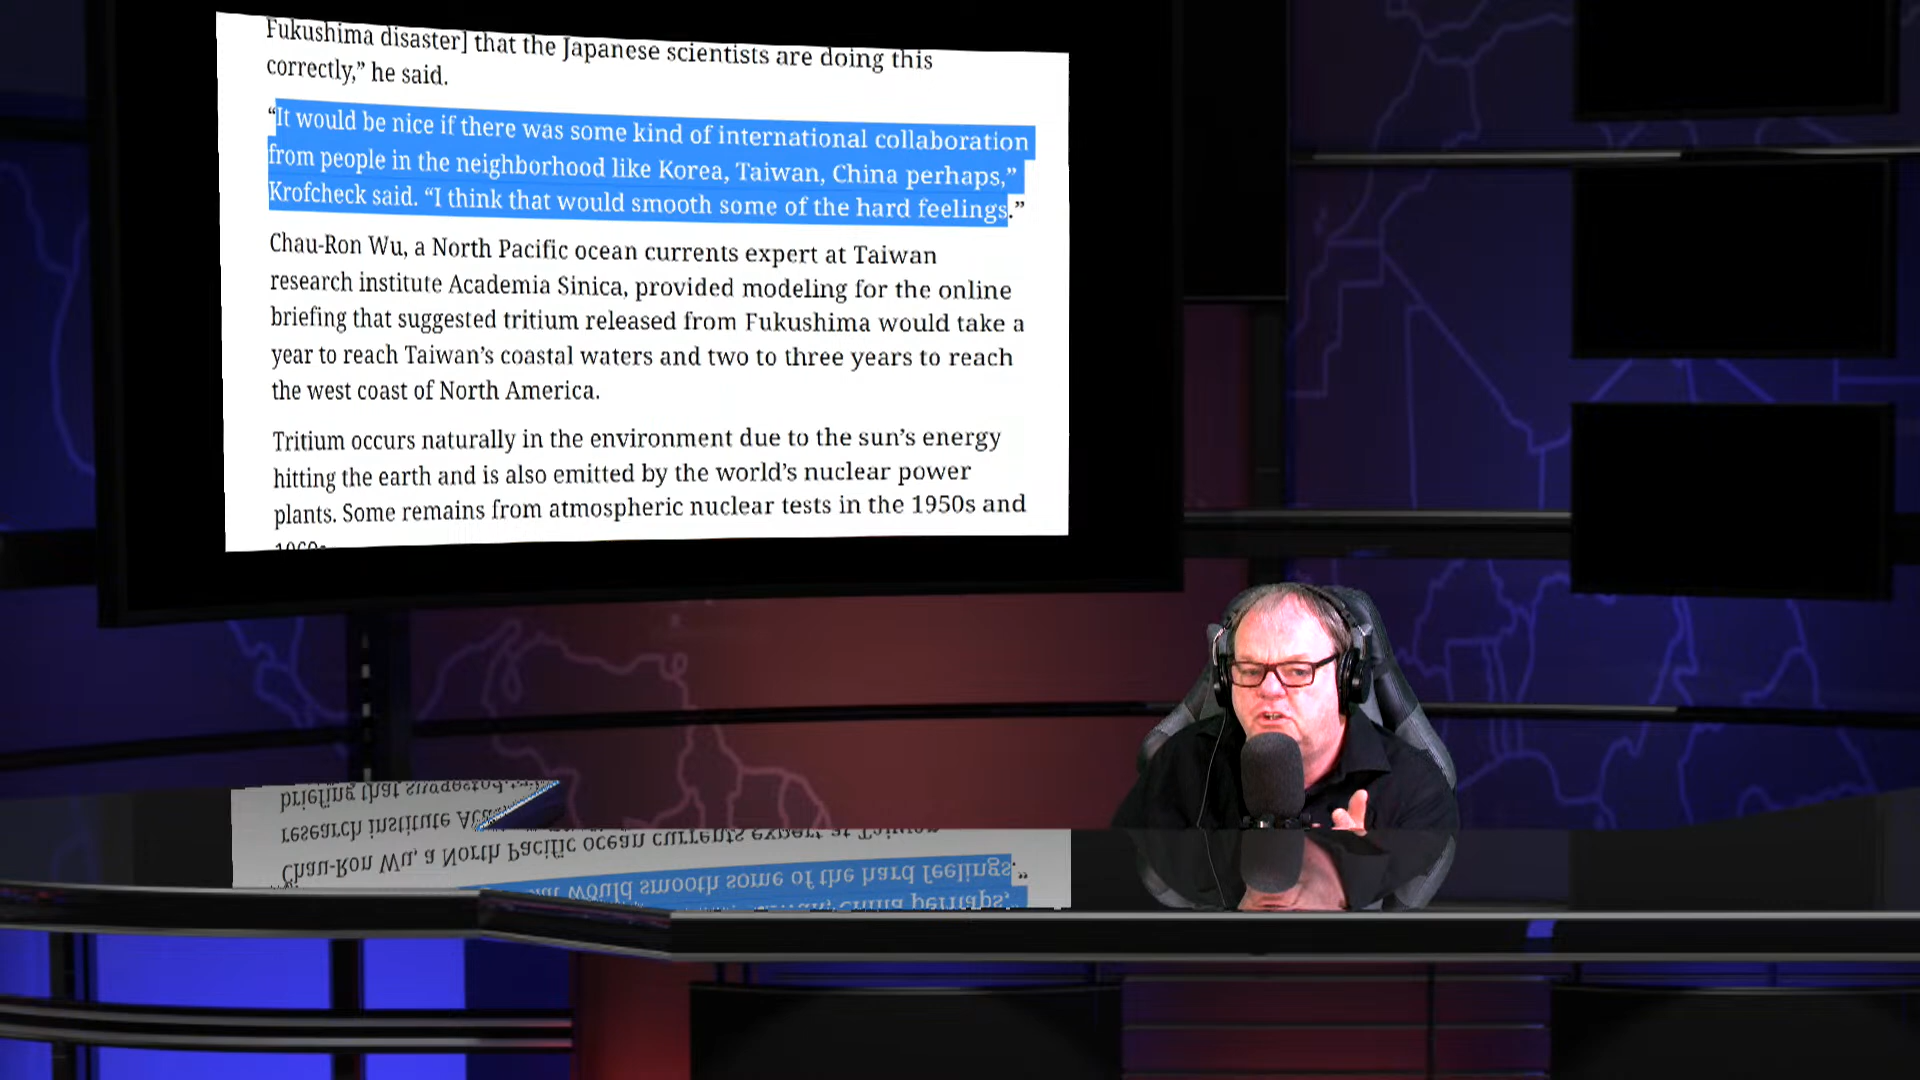 Fukushima disaster] that the Japanese scientists are doing this
correctly,” he said.
“It would be nice if there was some kind of international collaboration
from people in the neighborhood like Korea, Taiwan, China perhaps,”
Krofcheck said. “I think that would smooth some of the hard feelings.”
Chau-Ron Wu, a North Pacific ocean currents expert at Taiwan
research institute Academia Sinica, provided modeling for the online
briefing that suggested tritium released from Fukushima would take a
year to reach Taiwan’s coastal waters and two to three years to reach
the west coast of North America.
Tritium occurs naturally in the environment due to the sun’s energy
hitting the earth and is also emitted by the world’s nuclear power
plants. Some remains from atmospheric nuclear tests in the 1950s and